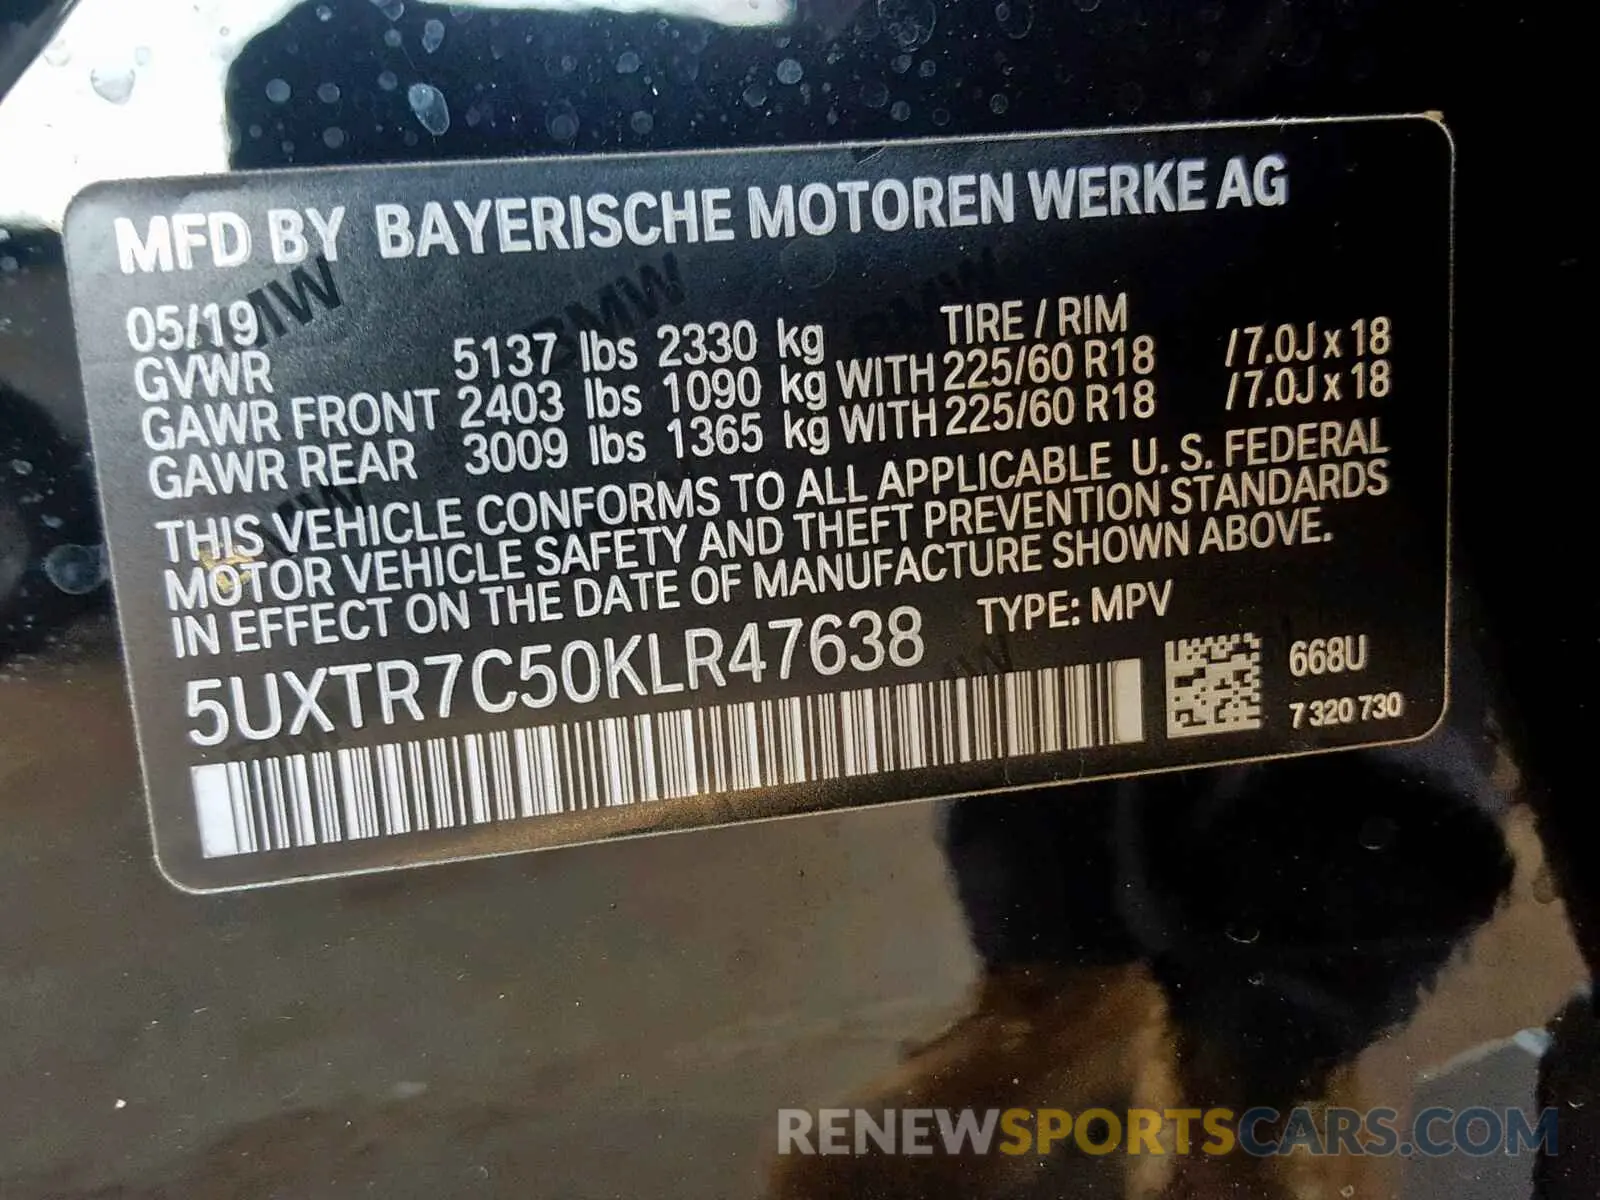 MFD BY BAYERISCHE MOTOREN WERKE AG
05/19 TIRE / RIM
GVWR 5137 lbs 2330 kg
GAWR FRONT 2403 lbs 1090 kg WITH 225/60 R18 /7.0J x 18
GAWR REAR 3009 lbs 1365 kg WITH 225/60 R18 /7.0J x 18
THIS VEHICLE CONFORMS TO ALL APPLICABLE U. S. FEDERAL
MOTOR VEHICLE SAFETY AND THEFT PREVENTION STANDARDS
IN EFFECT ON THE DATE OF MANUFACTURE SHOWN ABOVE.
5UXTR7C50KLR47638 TYPE: MPV
668U
7 320 730
RENEWSPORTSCARS.COM